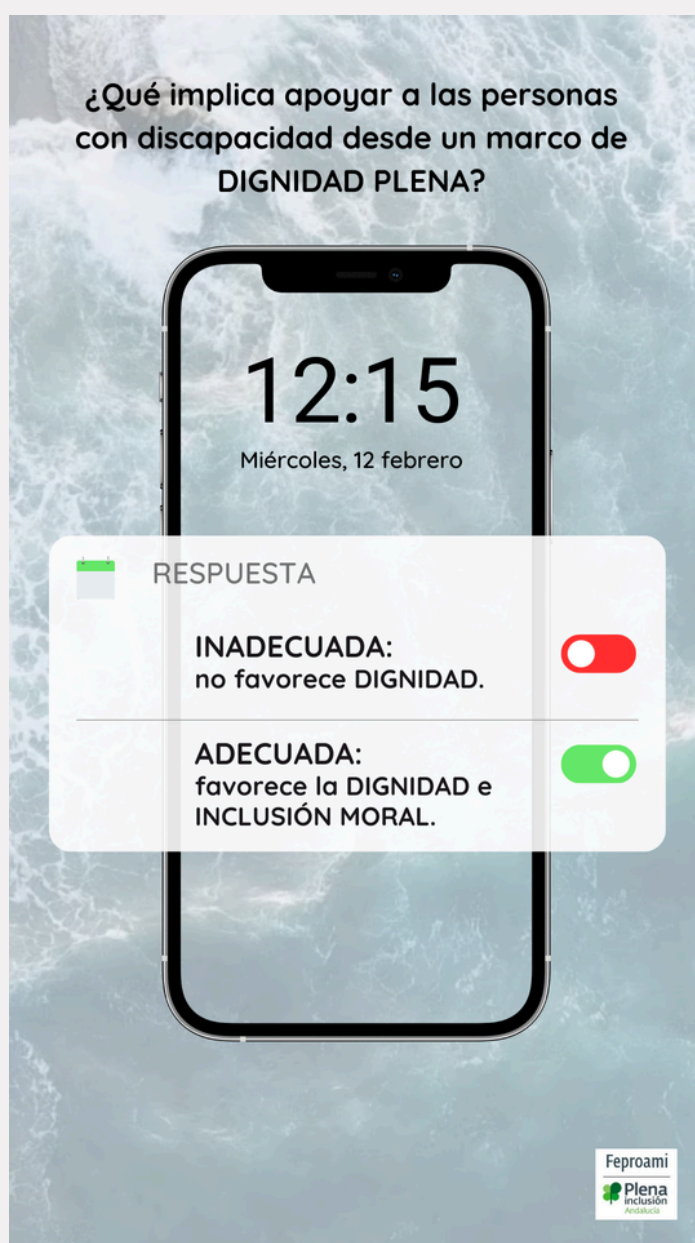 ¿Qué implica apoyar a las personas
con discapacidad desde un marco de
DIGNIDAD PLENA?
12:15
Miércoles, 12 febrero
RESPUESTA
INADECUADA:
no favorece DIGNIDAD.
ADECUADA:
favorece la DIGNIDAD e
INCLUSIÓN MORAL.
Feproami
Plena
inclusión
Andalucía